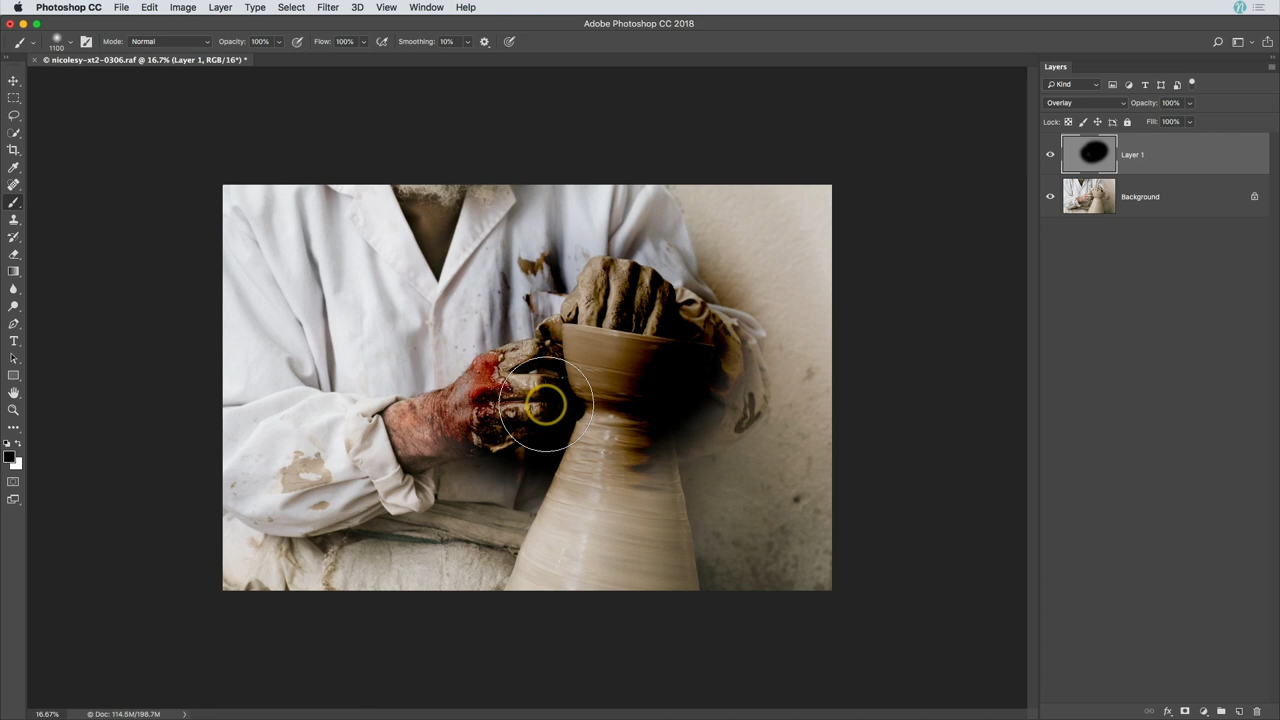 Photoshop CC File Edit Image Layer Type Select Filter 3D View Window Help
Adobe Photoshop CC 2018
1100 Mode: Normal Opacity: 100% Flow: 100% Smoothing: 10%
× © nicolesy-xt2-0306.raf @ 16.7% (Layer 1, RGB/16*) *
Layers
Kind
Overlay Opacity: 100%
Lock: Fill: 100%
Layer 1
Background
16.67% Doc: 114.5M/198.7M